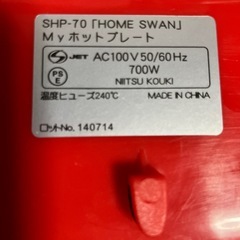 SHP-70「HOME SWAN」
Myホットプレート
S JET AC100V 50/60Hz
PS E 700W
NIITSU KOUKI
温度ヒューズ240℃ MADE IN CHINA
ロットNo. 140714